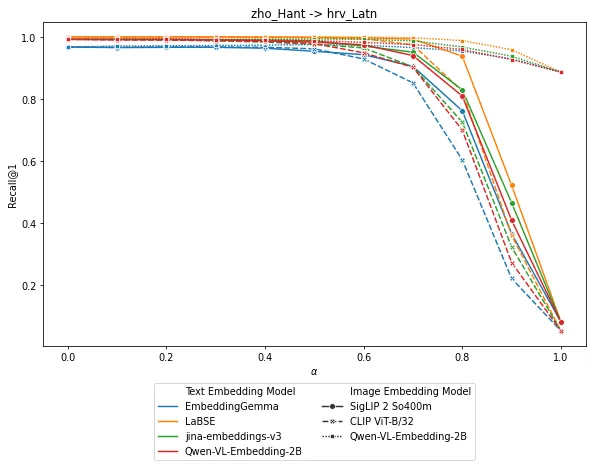 zho_Hant -> hrv_Latn
Recall@1
1.0
0.8
0.6
0.4
0.2
0.0 0.2 0.4 0.6 0.8 1.0
α
Text Embedding Model Image Embedding Model
EmbeddingGemma SigLIP 2 So400m
LaBSE CLIP ViT-B/32
jina-embeddings-v3 Qwen-VL-Embedding-2B
Qwen-VL-Embedding-2B